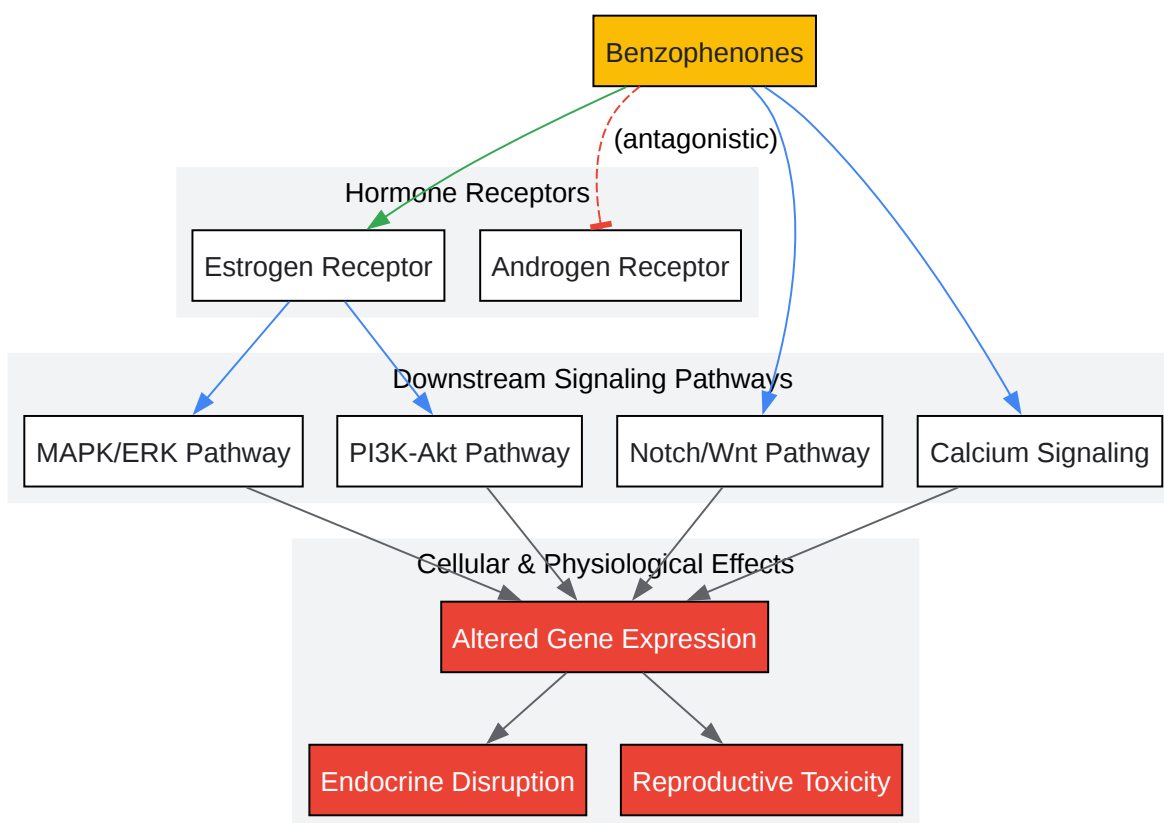 Benzophenones
(antagonistic)
Hormone Receptors
Estrogen Receptor
Androgen Receptor
Downstream Signaling Pathways
MAPK/ERK Pathway
PI3K-Akt Pathway
Notch/Wnt Pathway
Calcium Signaling
Cellular & Physiological Effects
Altered Gene Expression
Endocrine Disruption
Reproductive Toxicity